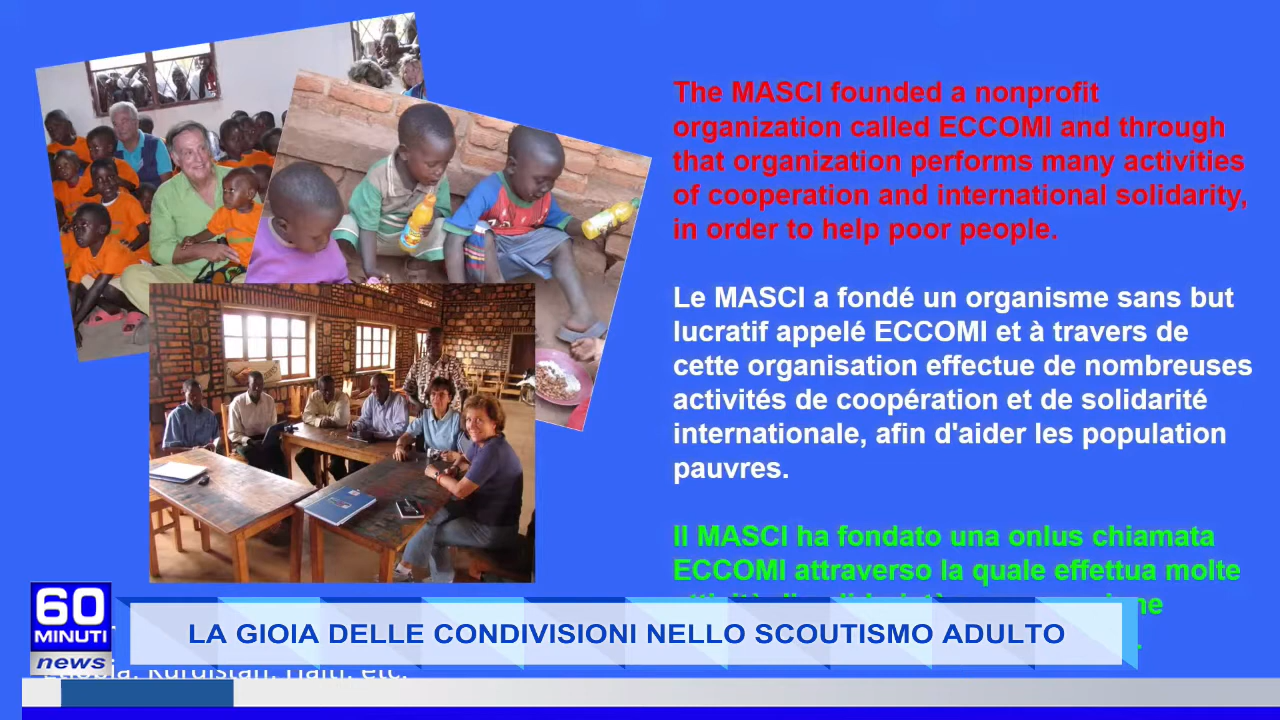 The MASCI founded a nonprofit
organization called ECCOMI and through
that organization performs many activities
of cooperation and international solidarity,
in order to help poor people.
Le MASCI a fondé un organisme sans but
lucratif appelé ECCOMI et à travers de
cette organisation effectue de nombreuses
activités de coopération et de solidarité
internationale, afin d'aider les population
pauvres.
Il MASCI ha fondato una onlus chiamata
ECCOMI attraverso la quale effettua molte
60
MINUTI
news
LA GIOIA DELLE CONDIVISIONI NELLO SCOUTISMO ADULTO
Kurdistan, Haiti, etc.